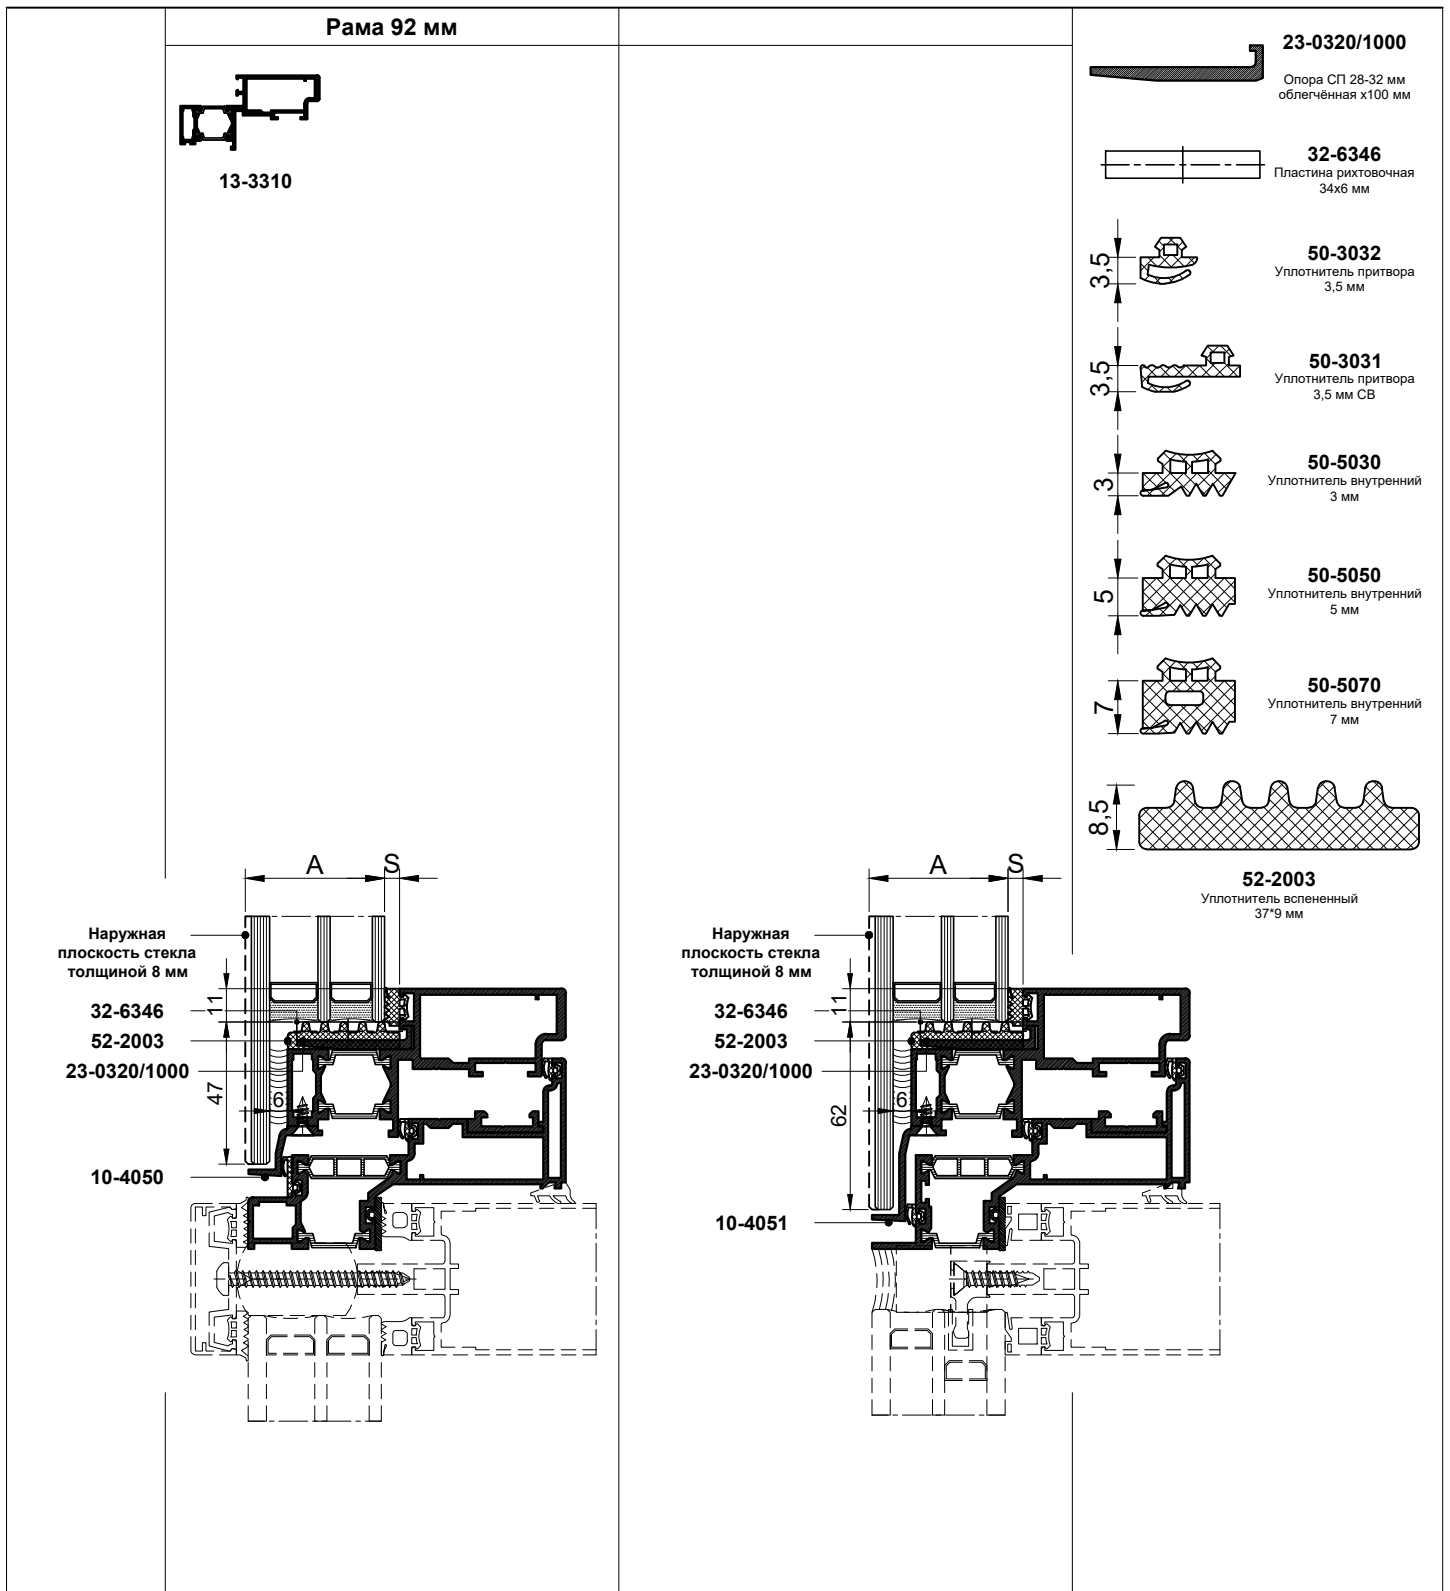 Рама 92 мм
13-3310
23-0320/1000
Опора СП 28-32 мм
облегчённая х100 мм
32-6346
Пластина рихтовочная
34х6 мм
3,5
50-3032
Уплотнитель притвора
3,5 мм
3,5
50-3031
Уплотнитель притвора
3,5 мм СВ
3
50-5030
Уплотнитель внутренний
3 мм
5
50-5050
Уплотнитель внутренний
5 мм
7
50-5070
Уплотнитель внутренний
7 мм
8,5
52-2003
Уплотнитель вспененный
37*9 мм
A
S
Наружная
плоскость стекла
толщиной 8 мм
11
32-6346
52-2003
23-0320/1000
47
6
10-4050
A
S
Наружная
плоскость стекла
толщиной 8 мм
11
32-6346
52-2003
23-0320/1000
62
6
10-4051